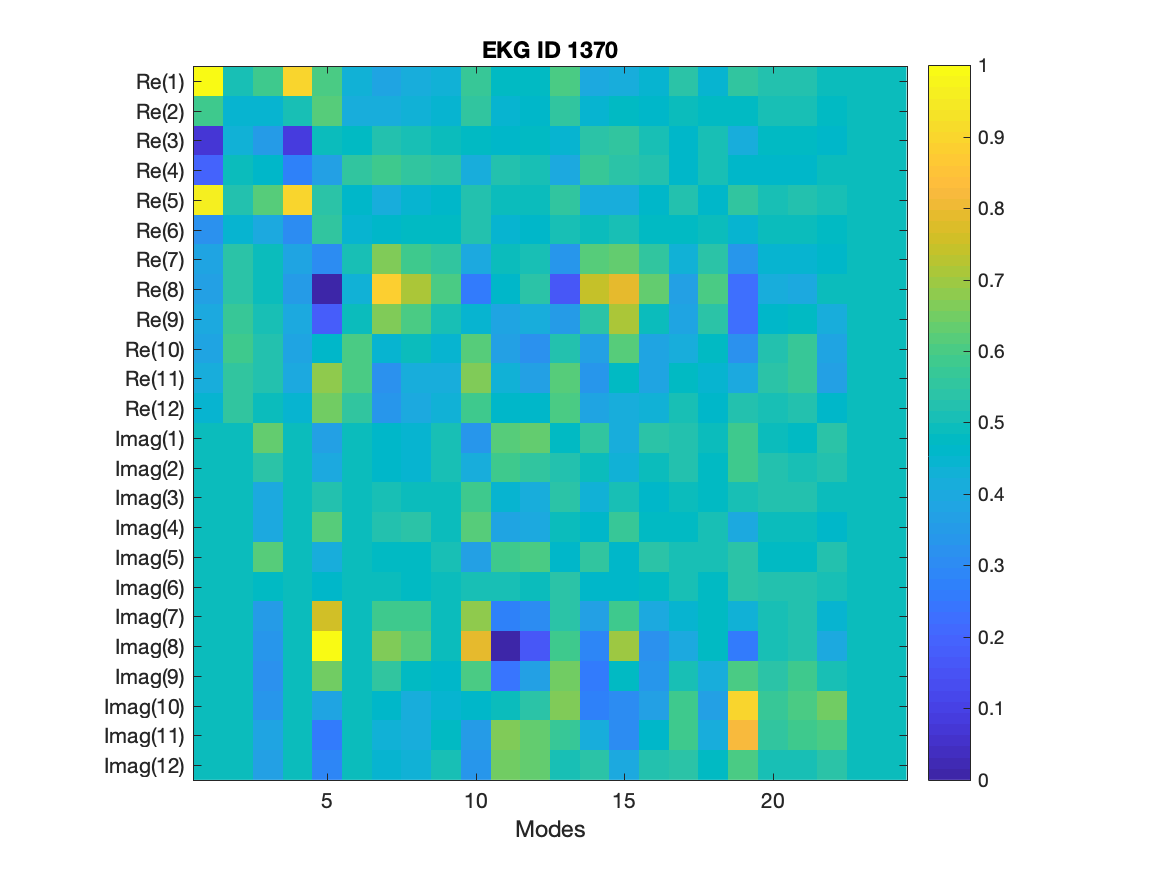 EKG ID 1370
Re(1)
Re(2)
Re(3)
Re(4)
Re(5)
Re(6)
Re(7)
Re(8)
Re(9)
Re(10)
Re(11)
Re(12)
Imag(1)
Imag(2)
Imag(3)
Imag(4)
Imag(5)
Imag(6)
Imag(7)
Imag(8)
Imag(9)
Imag(10)
Imag(11)
Imag(12)
5 10 15 20
Modes
1
0.9
0.8
0.7
0.6
0.5
0.4
0.3
0.2
0.1
0